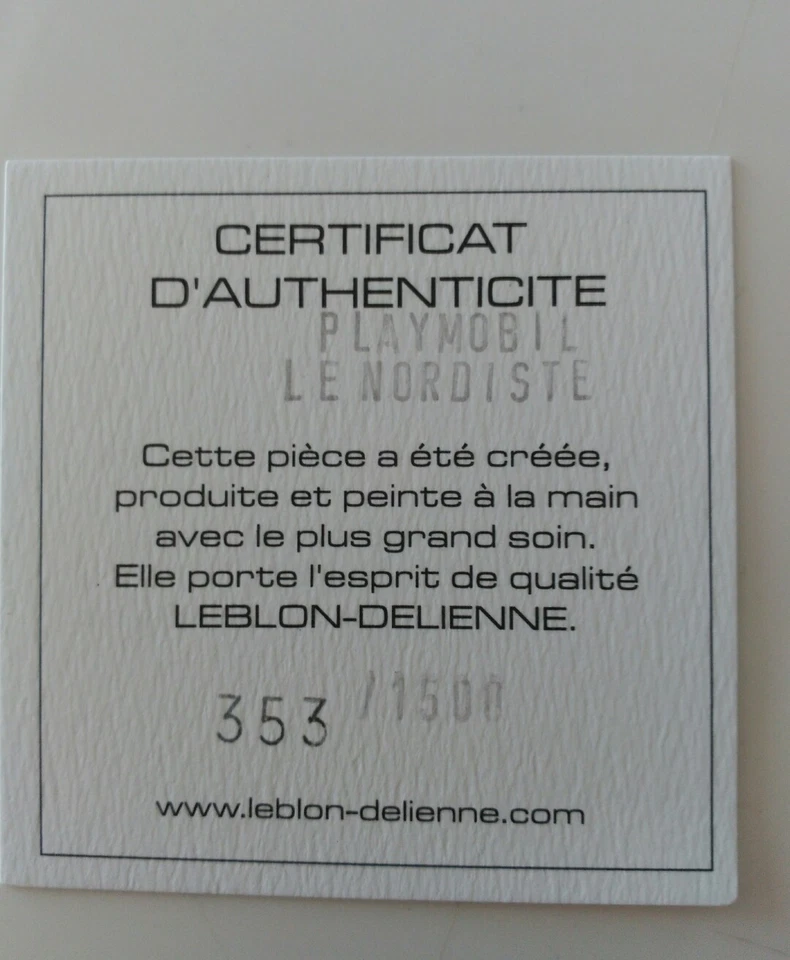 CERTIFICAT
D'AUTHENTICITE
PLAYMOBIL
LE NORDISTE
Cette pièce a été créée,
produite et peinte à la main
avec le plus grand soin.
Elle porte l'esprit de qualité
LEBLON-DELIENNE.
353 /1500
www.leblon-delienne.com